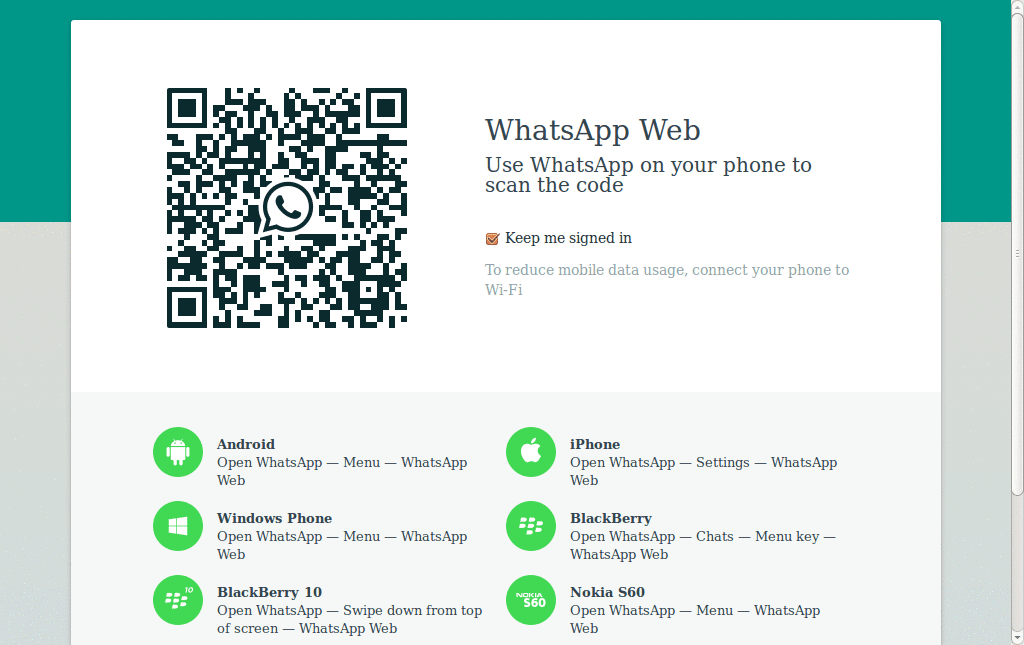 WhatsApp Web
Use WhatsApp on your phone to
scan the code
Keep me signed in
To reduce mobile data usage, connect your phone to
Wi-Fi
Android
Open WhatsApp — Menu — WhatsApp
Web
iPhone
Open WhatsApp — Settings — WhatsApp
Web
Windows Phone
Open WhatsApp — Menu — WhatsApp
Web
BlackBerry
Open WhatsApp — Chats — Menu key —
WhatsApp Web
10
BlackBerry 10
Open WhatsApp — Swipe down from top
of screen — WhatsApp Web
NOKIA
S60
Nokia S60
Open WhatsApp — Menu — WhatsApp
Web